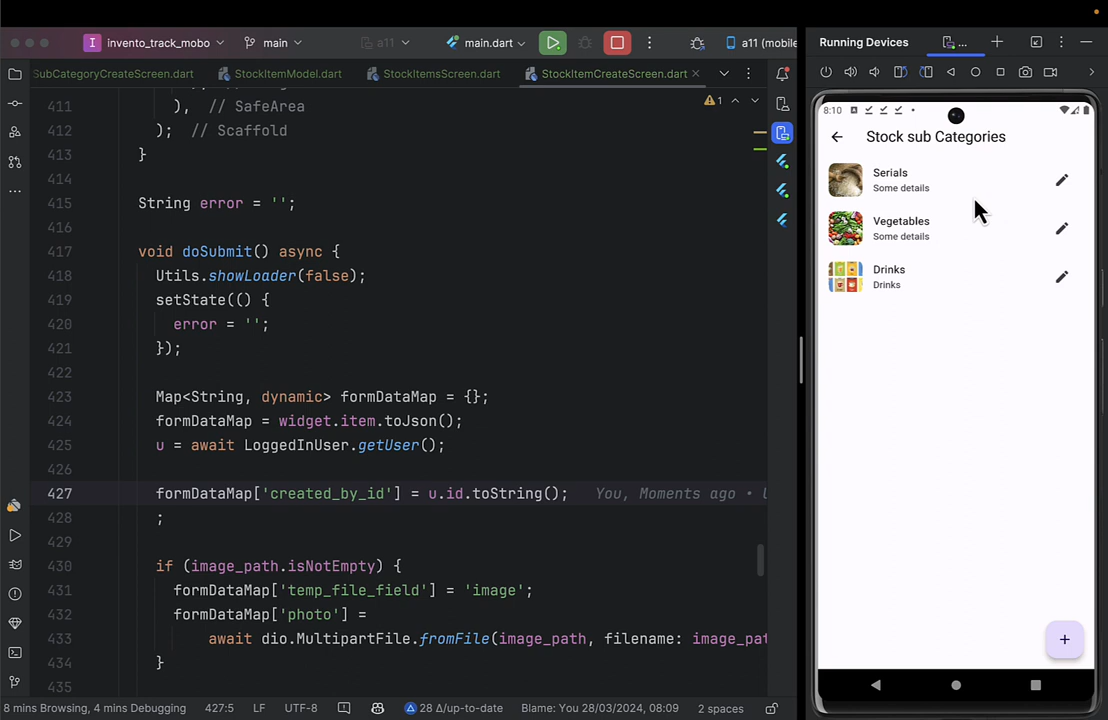 invento_track_mobo
main
a11
main.dart
a11 (mobile
Running Devices
...
SubCategoryCreateScreen.dart
StockItemModel.dart
StockItemsScreen.dart
StockItemCreateScreen.dart
1
411 ), // SafeArea
412 ); // Scaffold
413 }
414
415 String error = '';
416
417 void doSubmit() async {
418 Utils.showLoader(false);
419 setState(() {
420 error = '';
421 });
422
423 Map<String, dynamic> formDataMap = {};
424 formDataMap = widget.item.toJson();
425 u = await LoggedInUser.getUser();
426
427 formDataMap['created_by_id'] = u.id.toString(); You, Moments ago •
428 ;
429
430 if (image_path.isNotEmpty) {
431 formDataMap['temp_file_field'] = 'image';
432 formDataMap['photo'] =
433 await dio.MultipartFile.fromFile(image_path, filename: image_pat
434 }
435
8 mins Browsing, 4 mins Debugging
427:5
LF
UTF-8
28 Δ/up-to-date
Blame: You 28/03/2024, 08:09
2 spaces
8:10
Stock sub Categories
Serials
Some details
Vegetables
Some details
Drinks
Drinks